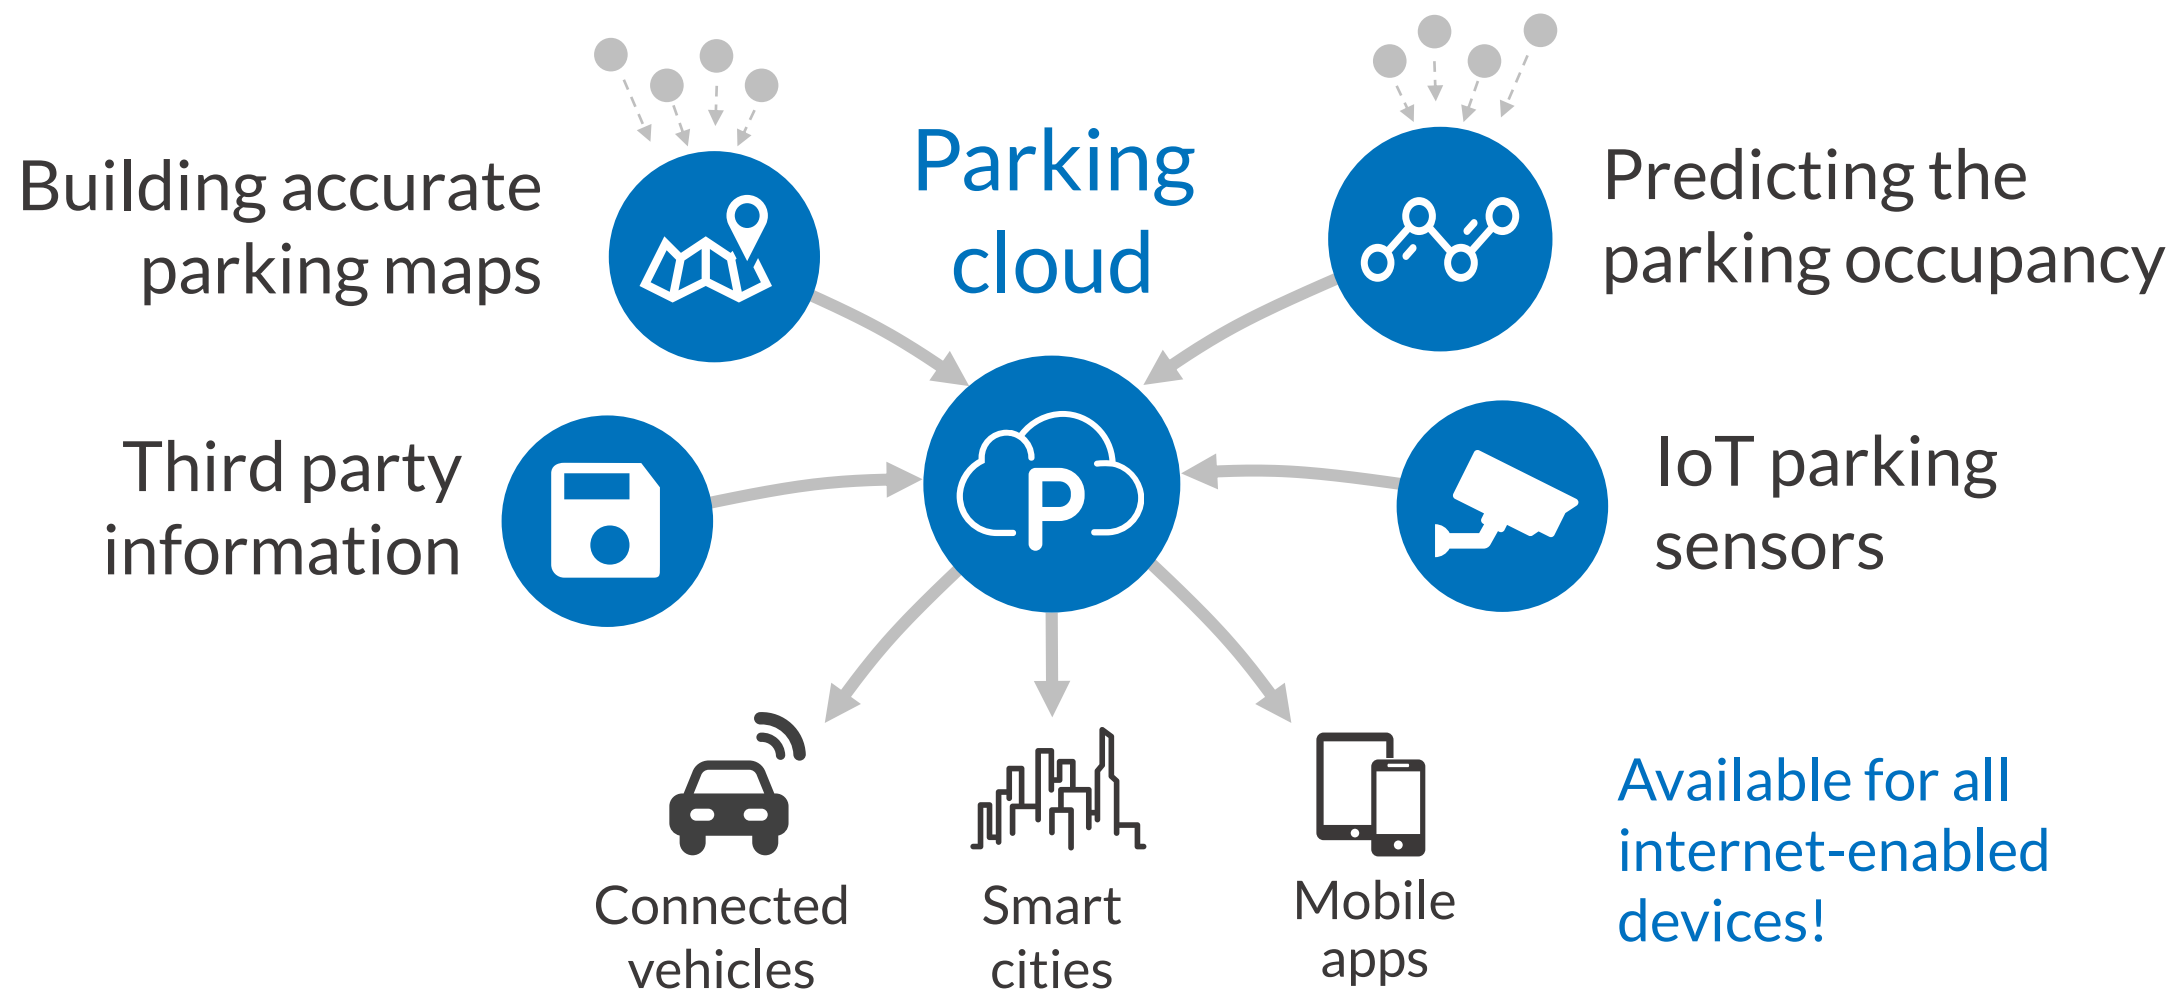 Building accurate
parking maps
Parking
cloud
Predicting the
parking occupancy
Third party
information
P
IoT parking
sensors
Connected
vehicles
Smart
cities
Mobile
apps
Available for all
internet-enabled
devices!